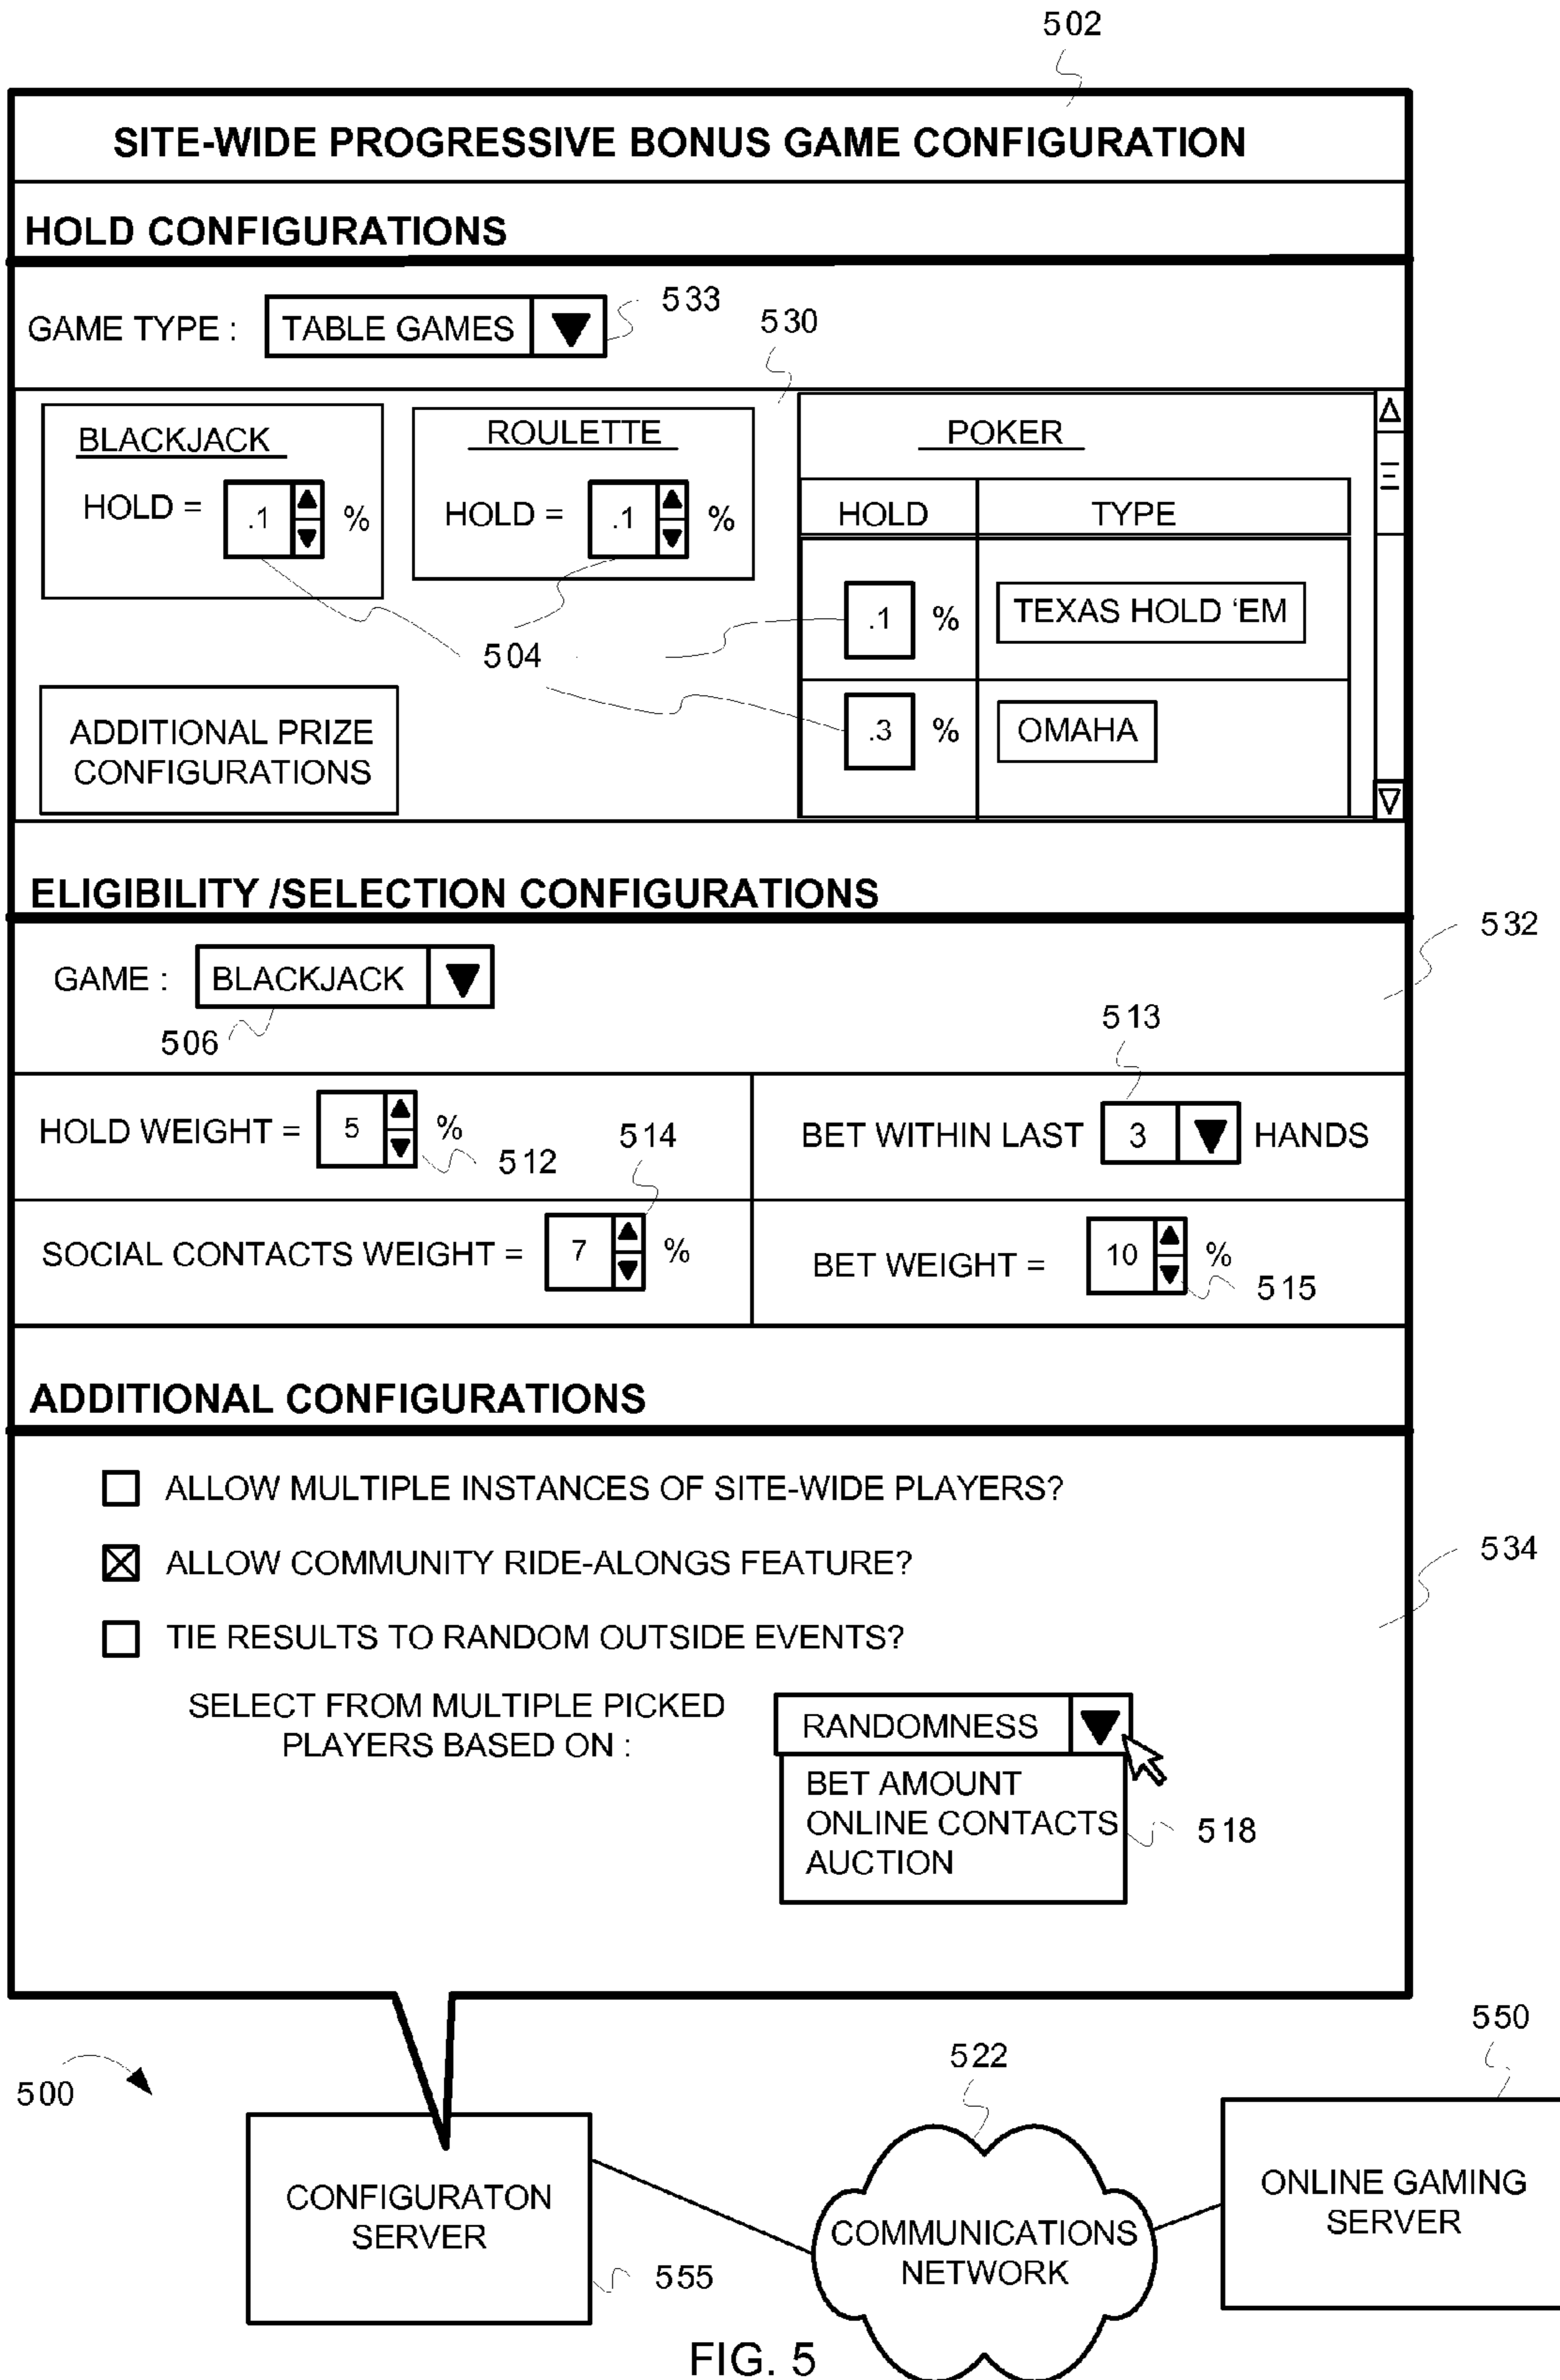 502
SITE-WIDE PROGRESSIVE BONUS GAME CONFIGURATION
HOLD CONFIGURATIONS
GAME TYPE : TABLE GAMES 533
530
BLACKJACK
HOLD = .1 %
ROULETTE
HOLD = .1 %
POKER
HOLD TYPE
.1 % TEXAS HOLD ‘EM
.3 % OMAHA
504
ADDITIONAL PRIZE
CONFIGURATIONS
ELIGIBILITY /SELECTION CONFIGURATIONS
532
GAME : BLACKJACK
506
513
HOLD WEIGHT = 5 %
512
514
BET WITHIN LAST 3 HANDS
SOCIAL CONTACTS WEIGHT = 7 %
BET WEIGHT = 10 %
515
ADDITIONAL CONFIGURATIONS
ALLOW MULTIPLE INSTANCES OF SITE-WIDE PLAYERS?
ALLOW COMMUNITY RIDE-ALONGS FEATURE?
534
TIE RESULTS TO RANDOM OUTSIDE EVENTS?
SELECT FROM MULTIPLE PICKED
PLAYERS BASED ON :
RANDOMNESS
BET AMOUNT
ONLINE CONTACTS
AUCTION
518
500
522
550
CONFIGURATON
SERVER
555
COMMUNICATIONS
NETWORK
ONLINE GAMING
SERVER
FIG. 5